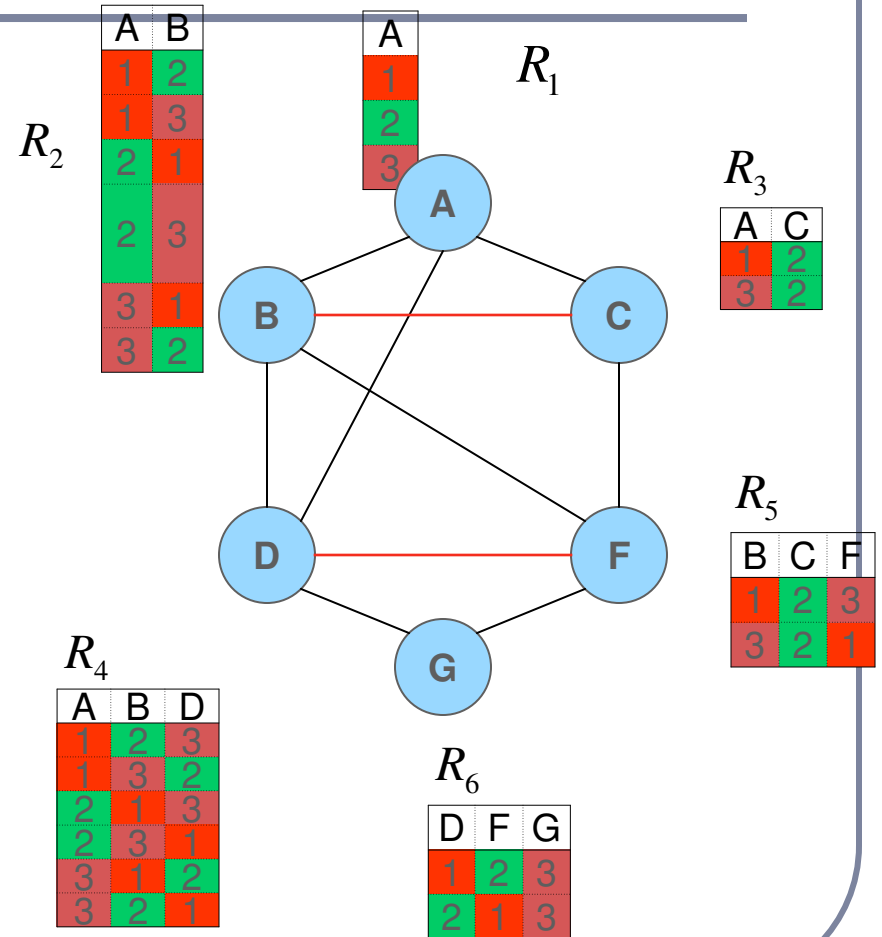 R2
A B
1 2
1 3
2 1
2 3
3 1
3 2
R1
A
1
2
3
R3
A C
1 2
3 2
A
B
C
D
F
G
R5
B C F
1 2 3
3 2 1
R4
A B D
1 2 3
1 3 2
2 1 3
2 3 1
3 1 2
3 2 1
R6
D F G
1 2 3
2 1 3